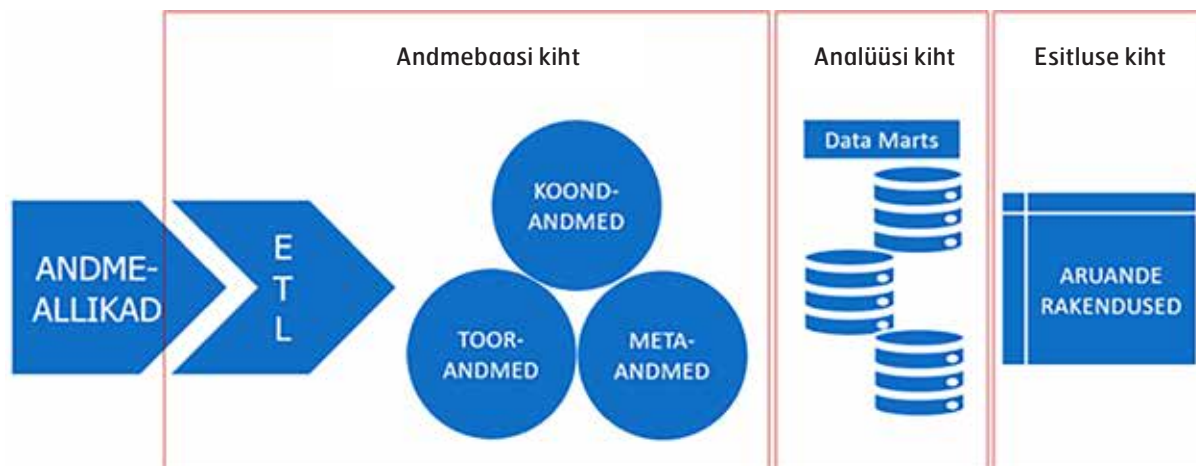 Andmebaasi kiht
Analüüsi kiht
Esitluse kiht
ANDME-
ALLIKAD
E
T
L
KOOND-
ANDMED
TOOR-
ANDMED
META-
ANDMED
Data Marts
ARUANDE
RAKENDUSED